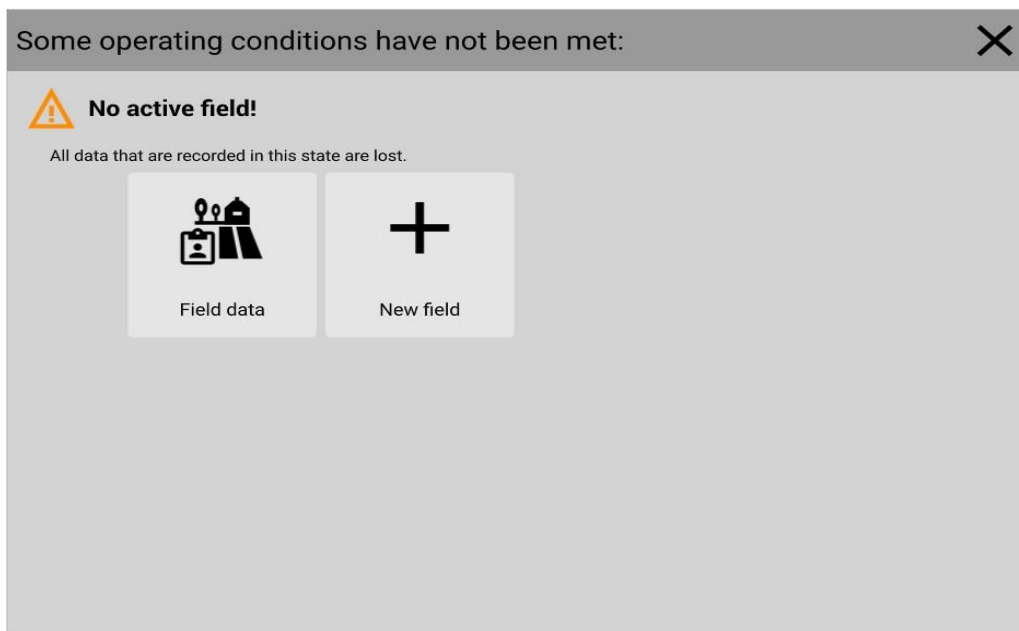 Some operating conditions have not been met:
No active field!
All data that are recorded in this state are lost.
Field data
New field